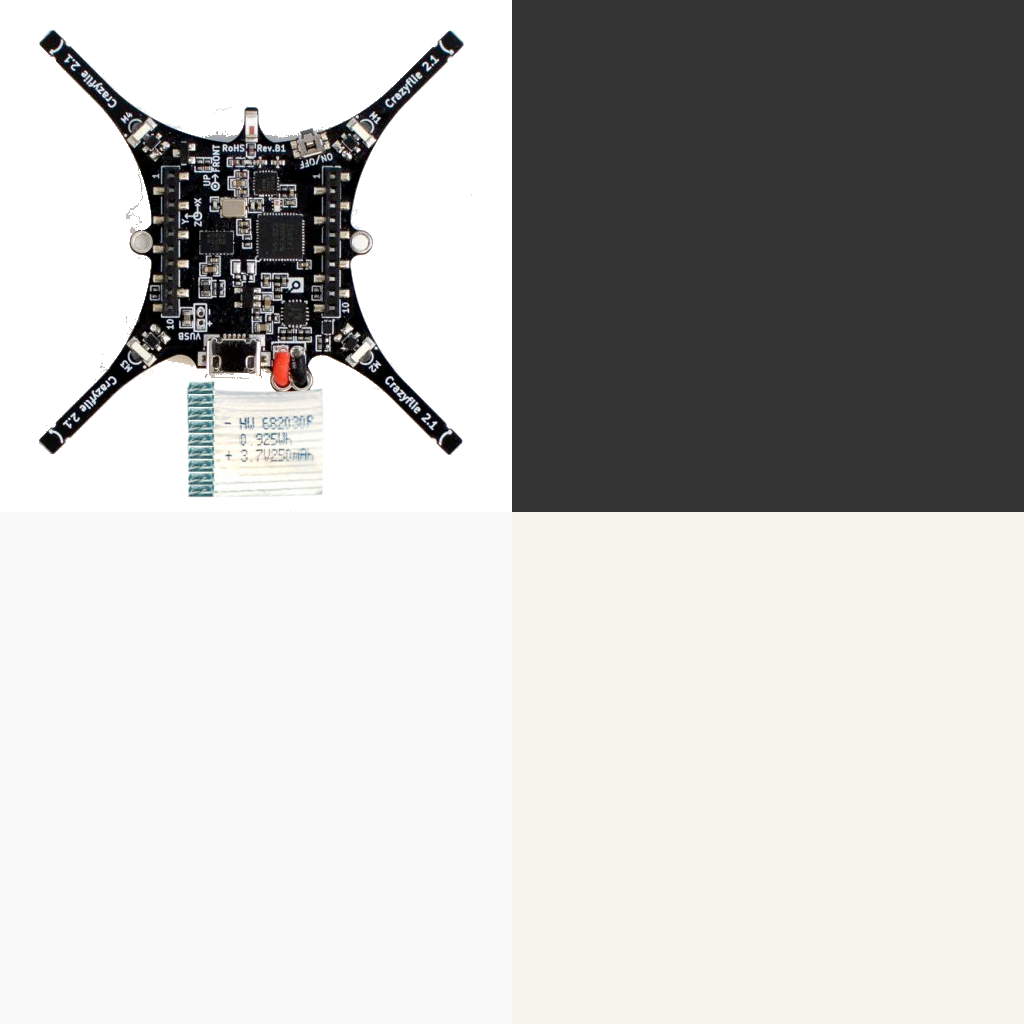 Crazyflie 2.1
Crazyflie 2.1
M4
M1
RoHS
Rev.B1
ON/OFF
UP
FRONT
1
1
Y
Z
X
10
10
VUSB
- +
M3
M2
Crazyflie 2.1
Crazyflie 2.1
- HW 682030P
0.925Wh
+ 3.7V250mAh